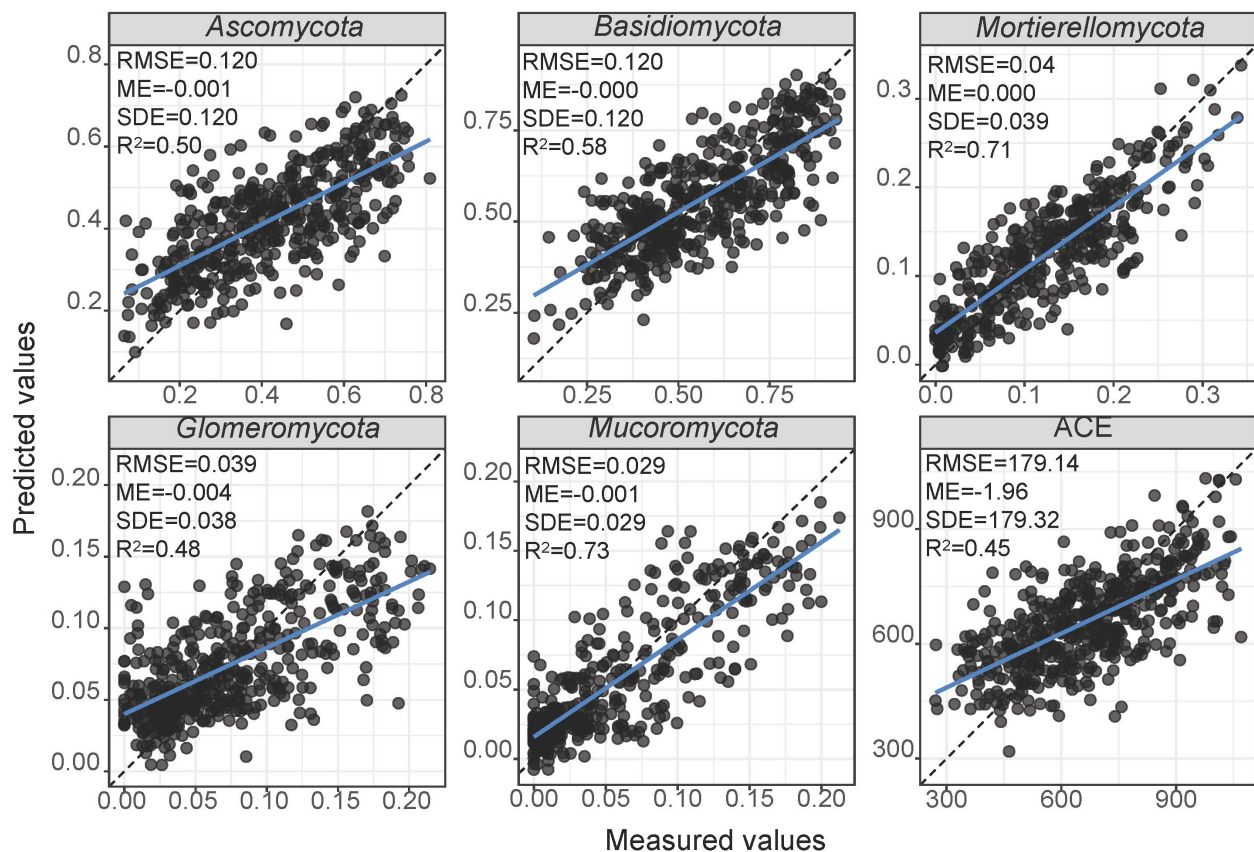 Ascomycota
RMSE=0.120
ME=-0.001
SDE=0.120
R²=0.50
0.8
0.6
0.4
0.2
0.2 0.4 0.6 0.8
Basidiomycota
RMSE=0.120
ME=-0.000
SDE=0.120
R²=0.58
0.75
0.50
0.25
0.25 0.50 0.75
Mortierellomycota
RMSE=0.04
ME=0.000
SDE=0.039
R²=0.71
0.3
0.2
0.1
0.0
0.0 0.1 0.2 0.3
Predicted values
Glomeromycota
RMSE=0.039
ME=-0.004
SDE=0.038
R²=0.48
0.20
0.15
0.10
0.05
0.00
0.00 0.05 0.10 0.15 0.20
Mucoromycota
RMSE=0.029
ME=-0.001
SDE=0.029
R²=0.73
0.20
0.15
0.10
0.05
0.00
0.00 0.05 0.10 0.15 0.20
ACE
RMSE=179.14
ME=-1.96
SDE=179.32
R²=0.45
900
600
300
300 600 900
Measured values